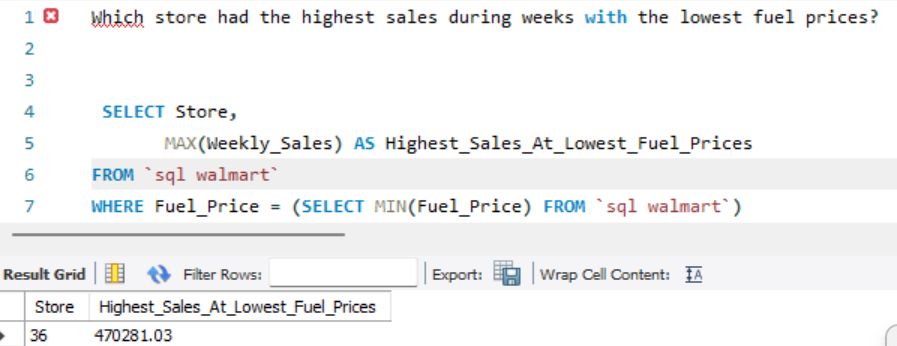 1 Which store had the highest sales during weeks with the lowest fuel prices?
2
3
4 SELECT Store,
5 MAX(Weekly_Sales) AS Highest_Sales_At_Lowest_Fuel_Prices
6 FROM `sql walmart`
7 WHERE Fuel_Price = (SELECT MIN(Fuel_Price) FROM `sql walmart`)
Result Grid Filter Rows: Export: Wrap Cell Content: IA
Store Highest_Sales_At_Lowest_Fuel_Prices
36 470281.03